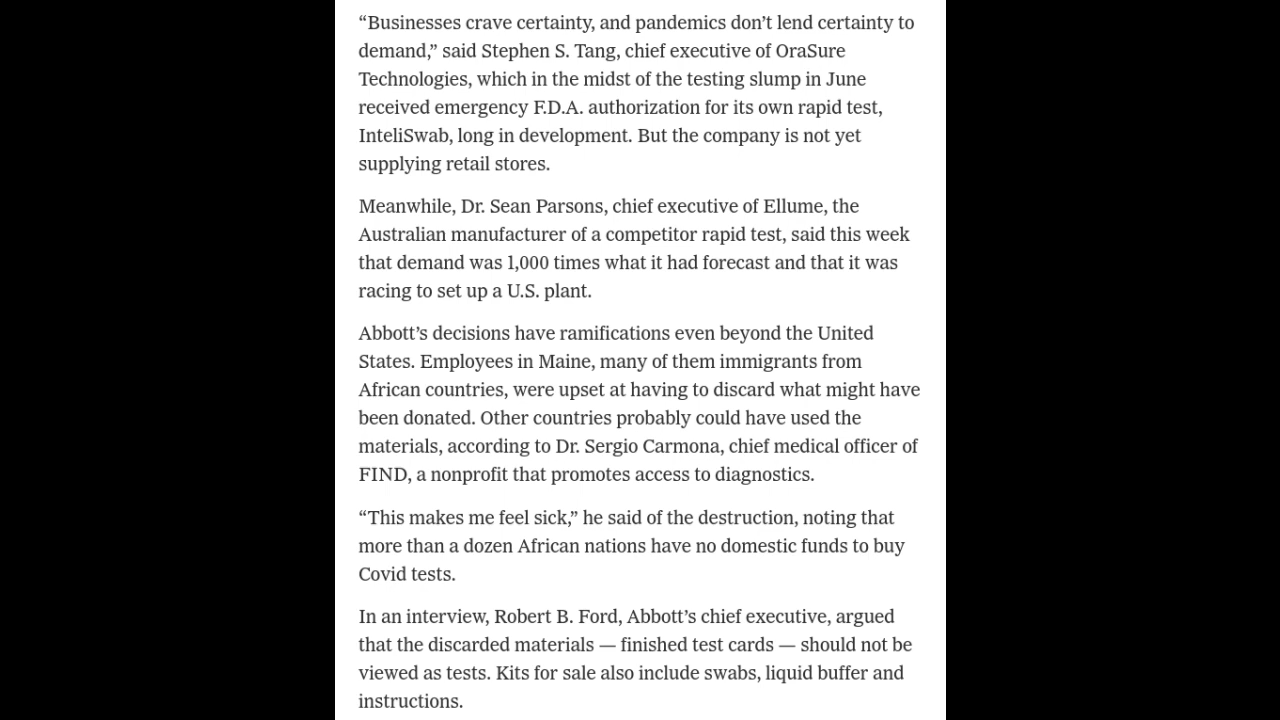 “Businesses crave certainty, and pandemics don’t lend certainty to
demand,” said Stephen S. Tang, chief executive of OraSure
Technologies, which in the midst of the testing slump in June
received emergency F.D.A. authorization for its own rapid test,
InteliSwab, long in development. But the company is not yet
supplying retail stores.
Meanwhile, Dr. Sean Parsons, chief executive of Ellume, the
Australian manufacturer of a competitor rapid test, said this week
that demand was 1,000 times what it had forecast and that it was
racing to set up a U.S. plant.
Abbott’s decisions have ramifications even beyond the United
States. Employees in Maine, many of them immigrants from
African countries, were upset at having to discard what might have
been donated. Other countries probably could have used the
materials, according to Dr. Sergio Carmona, chief medical officer of
FIND, a nonprofit that promotes access to diagnostics.
“This makes me feel sick,” he said of the destruction, noting that
more than a dozen African nations have no domestic funds to buy
Covid tests.
In an interview, Robert B. Ford, Abbott’s chief executive, argued
that the discarded materials — finished test cards — should not be
viewed as tests. Kits for sale also include swabs, liquid buffer and
instructions.